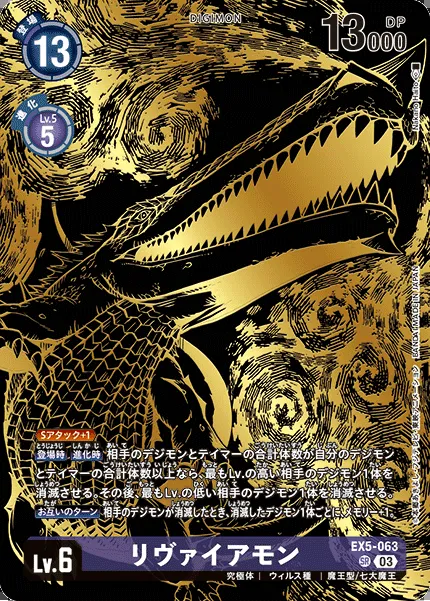 DIGIMON
登場
13
DP
13000
進化
Lv.5
5
Sアタック+1
登場時 進化時 相手のデジモンとテイマーの合計体数が自分のデジモン
とテイマーの合計体数以上なら、最もLv.の高い相手のデジモン1体を
消滅させる。その後、最もLv.の低い相手のデジモン1体を消滅させる。
お互いのターン 相手のデジモンが消滅したとき、消滅したデジモン1体ごとに、メモリー+1。
EX5-063
Lv.6
リヴァイアモン
SR 03
究極体 | ウィルス種 | 魔王型/七大魔王
BANDAI MADE IN JAPAN